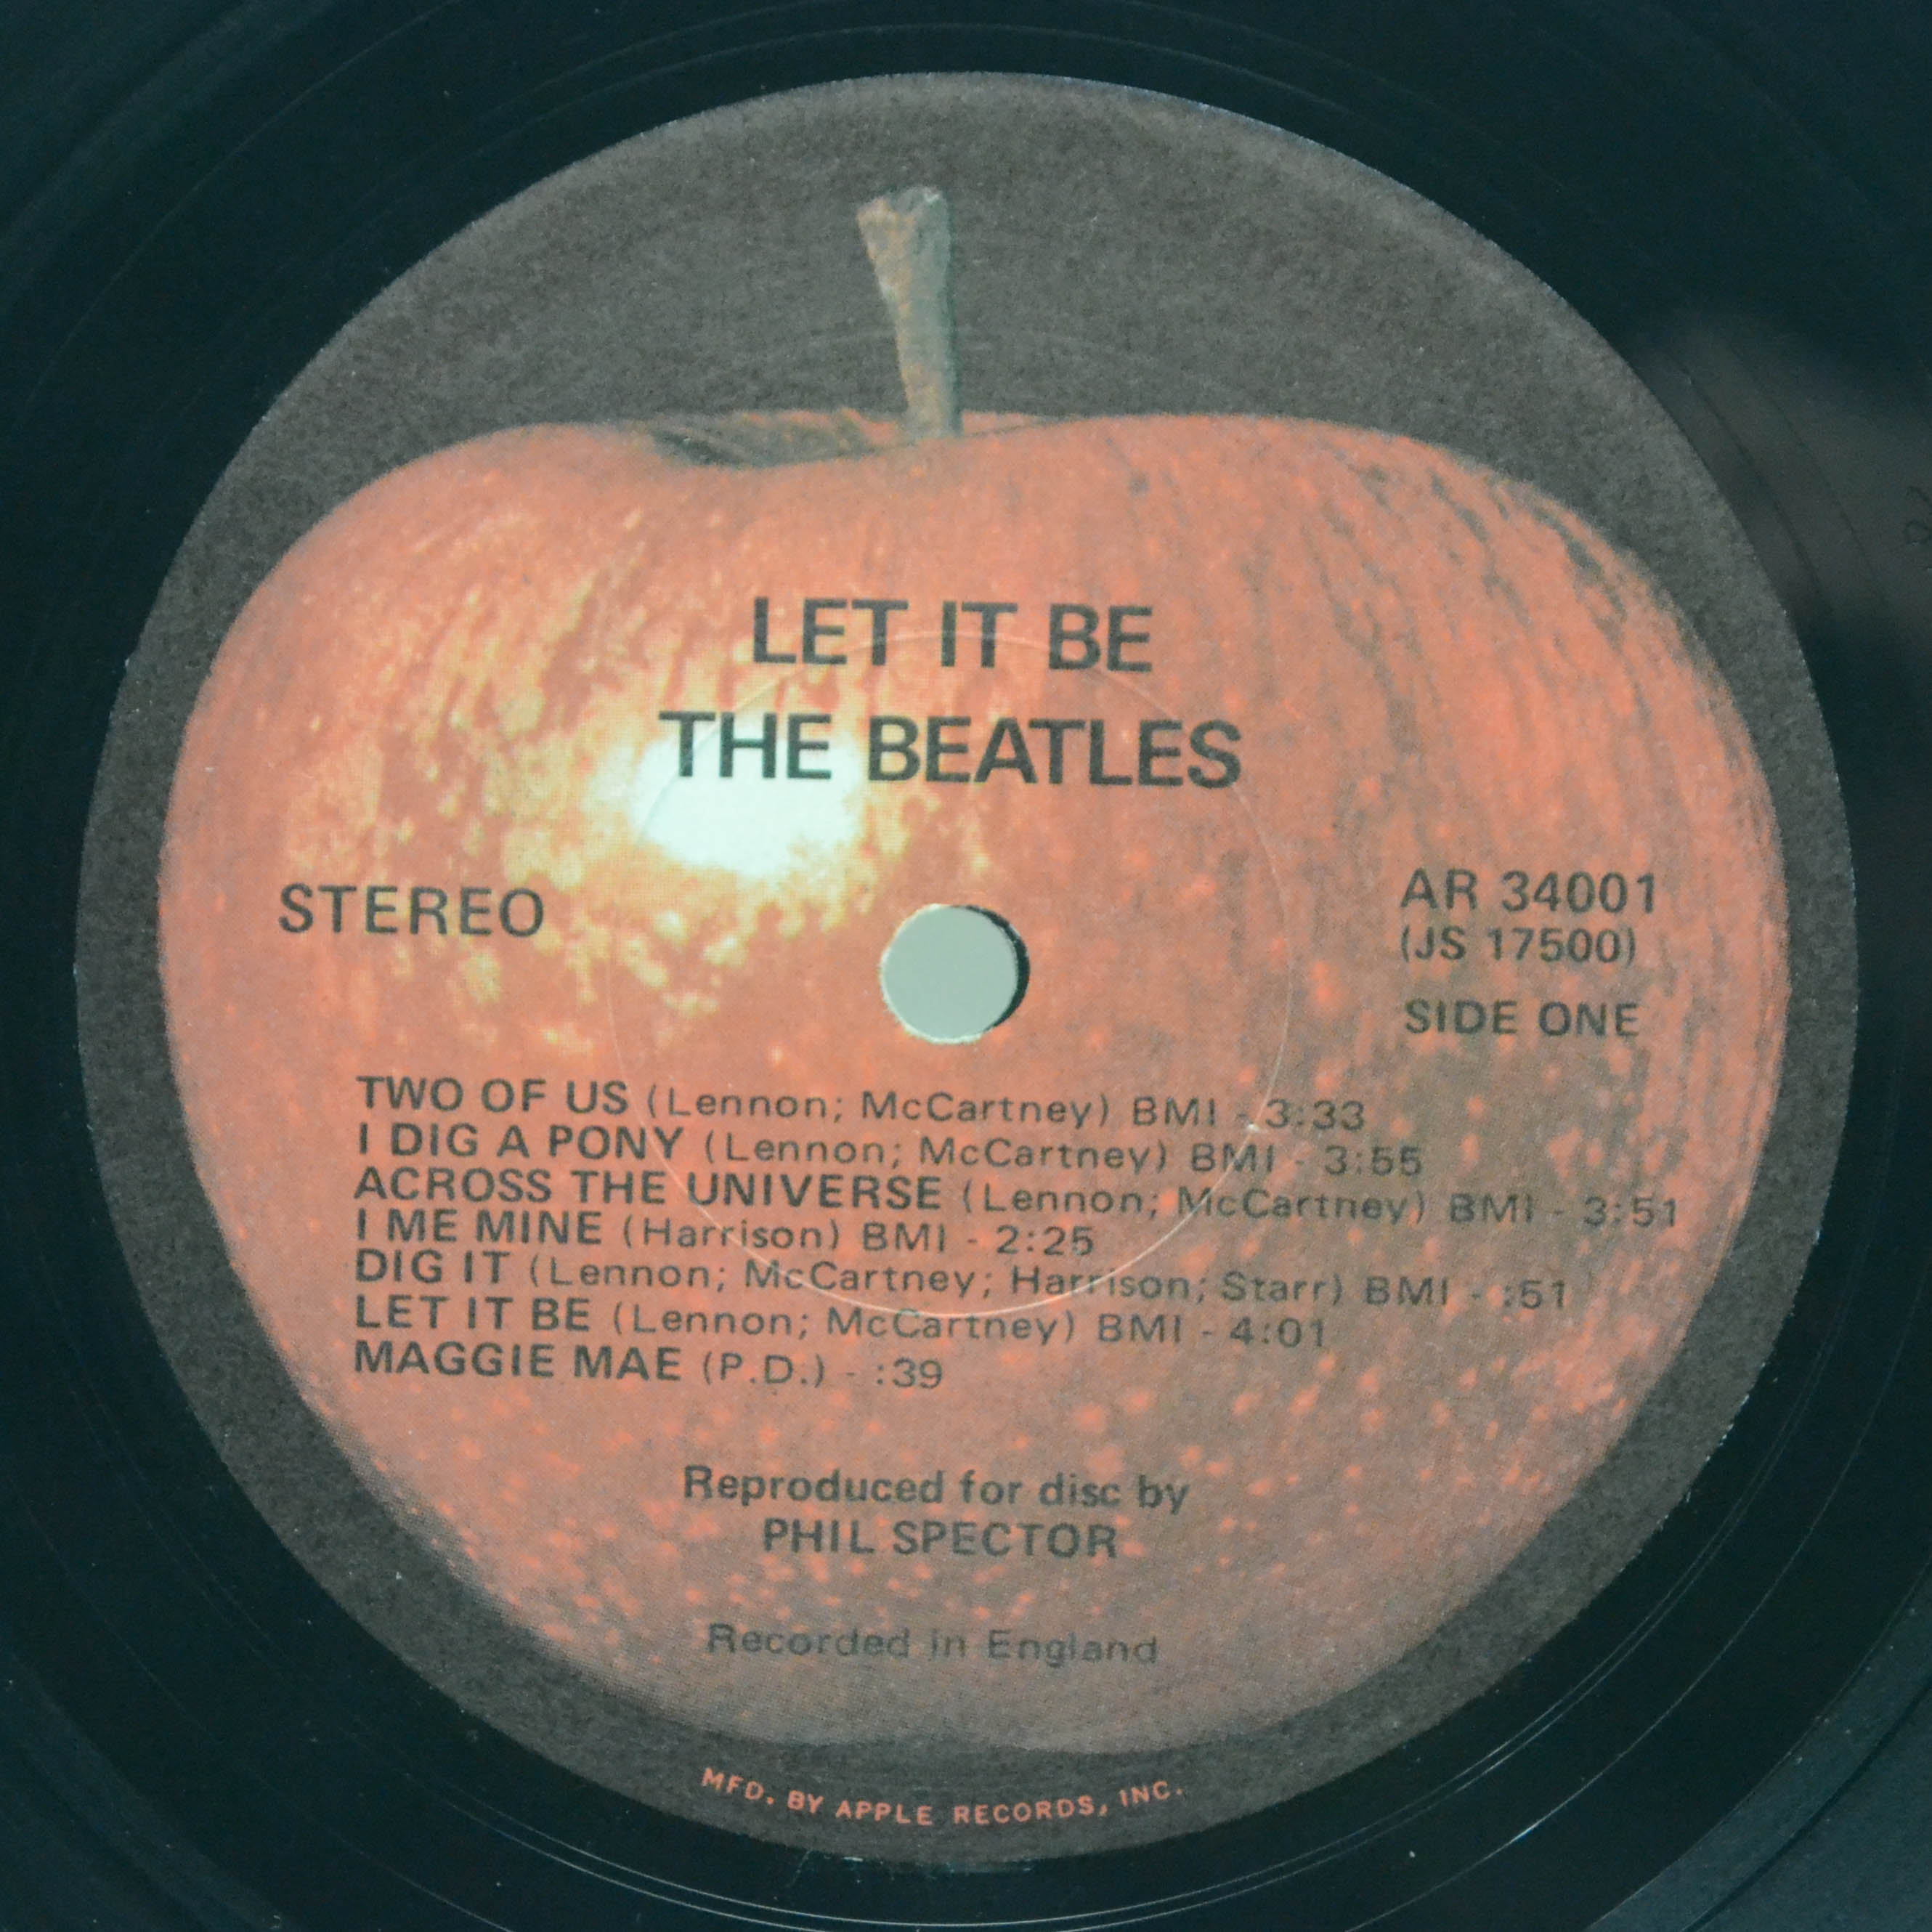 LET IT BE
THE BEATLES
STEREO
AR 34001
(JS 17500)
SIDE ONE
TWO OF US (Lennon; McCartney) BMI - 3:33
I DIG A PONY (Lennon; McCartney) BMI - 3:55
ACROSS THE UNIVERSE (Lennon; McCartney) BMI - 3:51
I ME MINE (Harrison) BMI - 2:25
DIG IT (Lennon; McCartney; Harrison; Starr) BMI - :51
LET IT BE (Lennon; McCartney) BMI - 4:01
MAGGIE MAE (P.D.) - :39
Reproduced for disc by
PHIL SPECTOR
Recorded in England
MFD. BY APPLE RECORDS, INC.